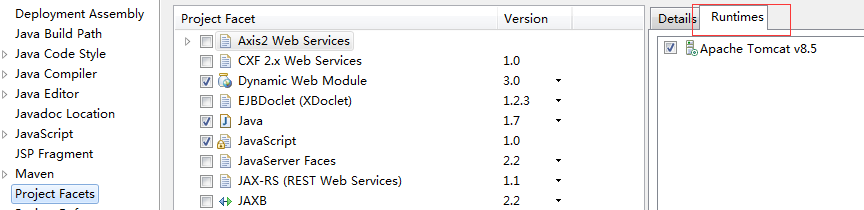 Deployment Assembly
Java Build Path
Java Code Style
Java Compiler
Java Editor
Javadoc Location
JavaScript
JSP Fragment
Maven
Project Facets
Project Facet Version
Axis2 Web Services
CXF 2.x Web Services 1.0
Dynamic Web Module 3.0
EJBDoclet (XDoclet) 1.2.3
Java 1.7
JavaScript 1.0
JavaServer Faces 2.2
JAX-RS (REST Web Services) 1.1
JAXB 2.2
Details Runtimes
Apache Tomcat v8.5